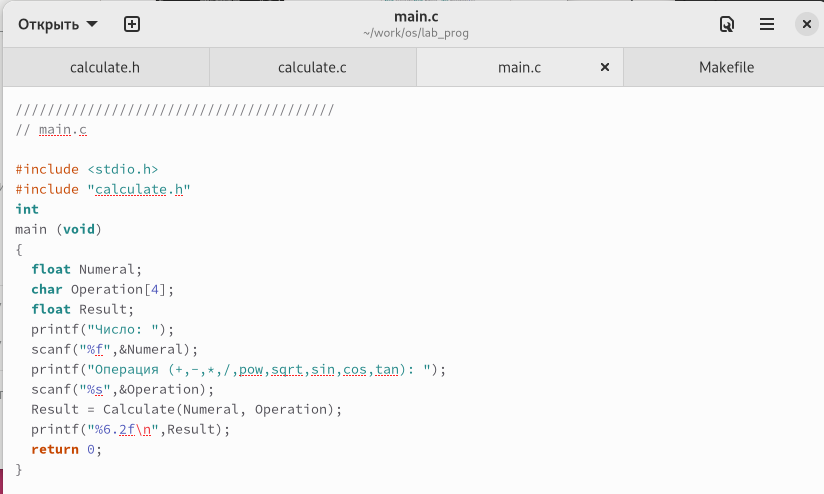 Открыть
main.c
~/work/os/lab_prog
calculate.h
calculate.c
main.c
Makefile
////////////////////////////////////////
// main.c
#include <stdio.h>
#include "calculate.h"
int
main (void)
{
float Numeral;
char Operation[4];
float Result;
printf("Число: ");
scanf("%f",&Numeral);
printf("Операция (+,-,*,/,pow,sqrt,sin,cos,tan): ");
scanf("%s",&Operation);
Result = Calculate(Numeral, Operation);
printf("%6.2f\n",Result);
return 0;
}